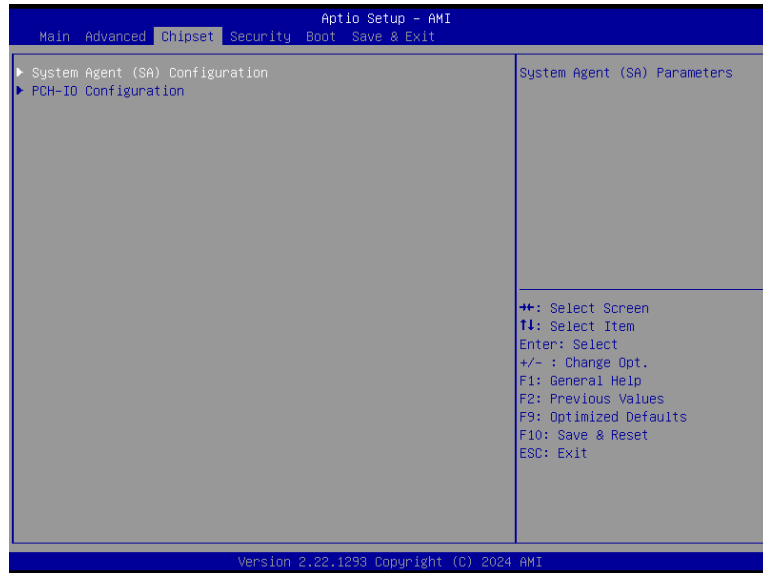 Aptio Setup – AMI
Main Advanced Chipset Security Boot Save & Exit
▶ System Agent (SA) Configuration
▶ PCH-IO Configuration
System Agent (SA) Parameters
→←: Select Screen
↑↓: Select Item
Enter: Select
+/- : Change Opt.
F1: General Help
F2: Previous Values
F9: Optimized Defaults
F10: Save & Reset
ESC: Exit
Version 2.22.1293 Copyright (C) 2024 AMI